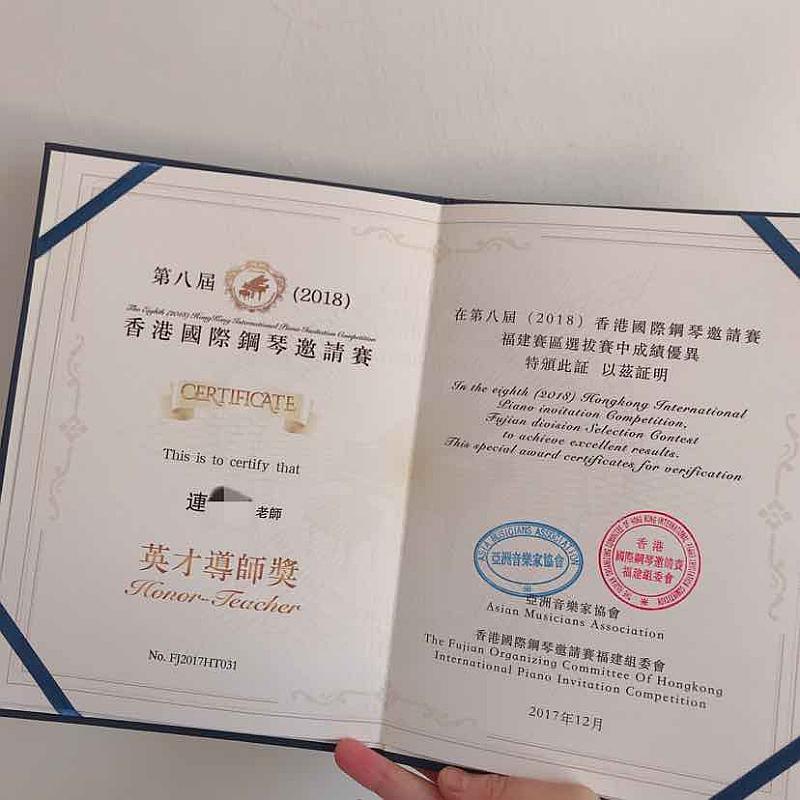 第八屆 (2018)
The Eighth (2018) HongKong International Piano Invitation Competition
香港國際鋼琴邀請賽
CERTIFICATE
This is to certify that
連 老師
英才導師獎
Honor-Teacher
No. FJ2017HT031
在第八屆（2018）香港國際鋼琴邀請賽
福建賽區選拔賽中成績優異
特頒此証 以茲証明
In the eighth (2018) Hongkong International
Piano invitation Competition.
Fujian division Selection Contest
to achieve excellent results.
This special award certificates for verification
ASIA MUSICIANS ASSOCIATION
亞洲音樂家協會
香港
國際鋼琴邀請賽
福建組委會
亞洲音樂家協會
Asian Musicians Association
香港國際鋼琴邀請賽福建組委會
The Fujian Organizing Committee Of Hongkong
International Piano Invitation Competition
2017年12月